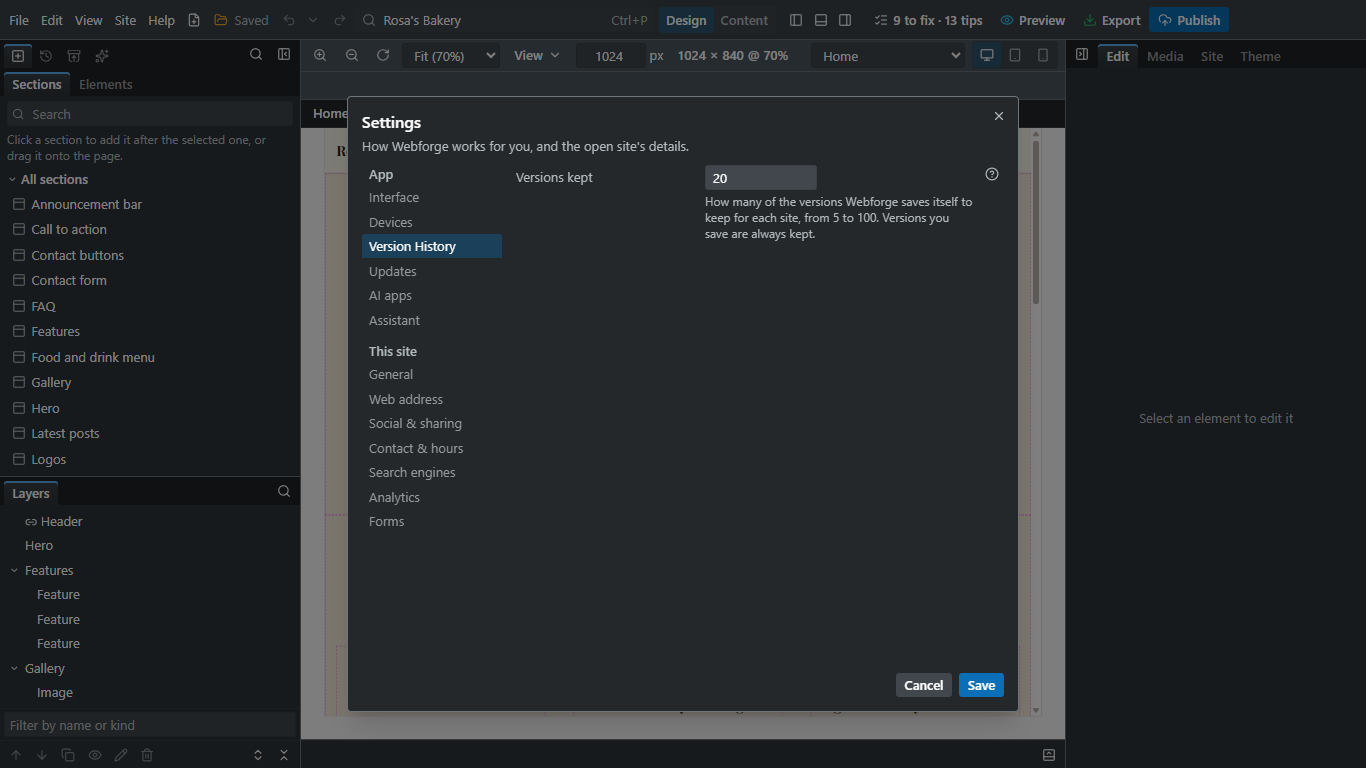 File Edit View Site Help Saved Rosa's Bakery Ctrl+P Design Content 9 to fix · 13 tips Preview Export Publish
Fit (70%) View 1024 px 1024 × 840 @ 70% Home Edit Media Site Theme
Sections Elements
Search
Click a section to add it after the selected one, or
drag it onto the page.
All sections
Announcement bar
Call to action
Contact buttons
Contact form
FAQ
Features
Food and drink menu
Gallery
Hero
Latest posts
Logos
Layers
Header
Hero
Features
Feature
Feature
Feature
Gallery
Image
Filter by name or kind
Home
Settings
How Webforge works for you, and the open site's details.
App
Interface
Devices
Version History
Updates
AI apps
Assistant
This site
General
Web address
Social & sharing
Contact & hours
Search engines
Analytics
Forms
Versions kept
20
How many of the versions Webforge saves itself to
keep for each site, from 5 to 100. Versions you
save are always kept.
Cancel Save
Select an element to edit it